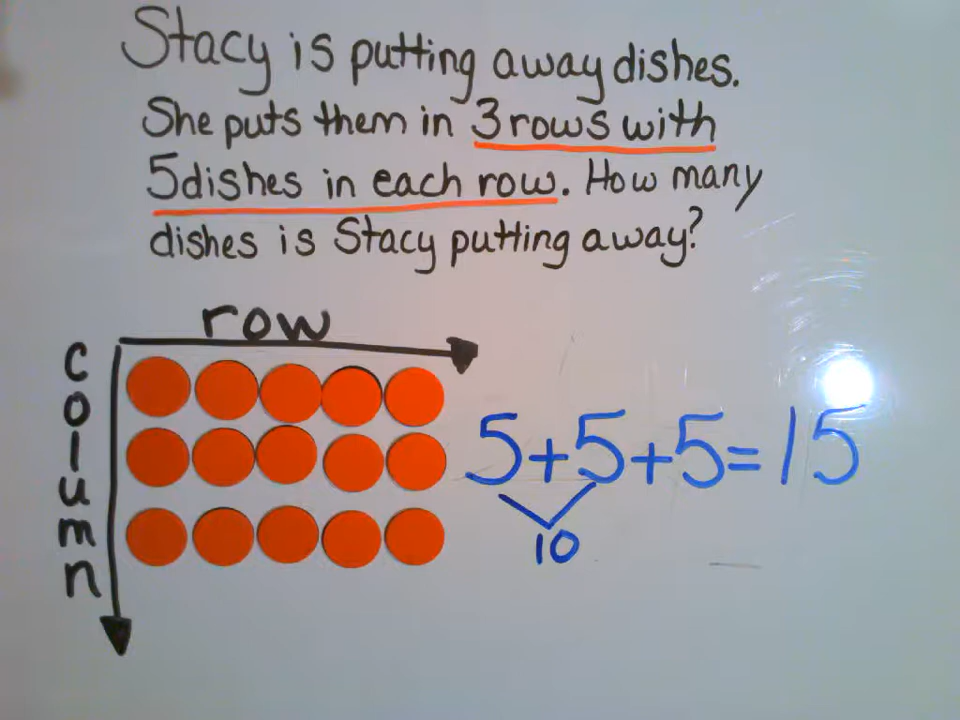 Stacy is putting away dishes.
She puts them in 3 rows with
5 dishes in each row. How many
dishes is Stacy putting away?
row
column
5+5+5=15
10